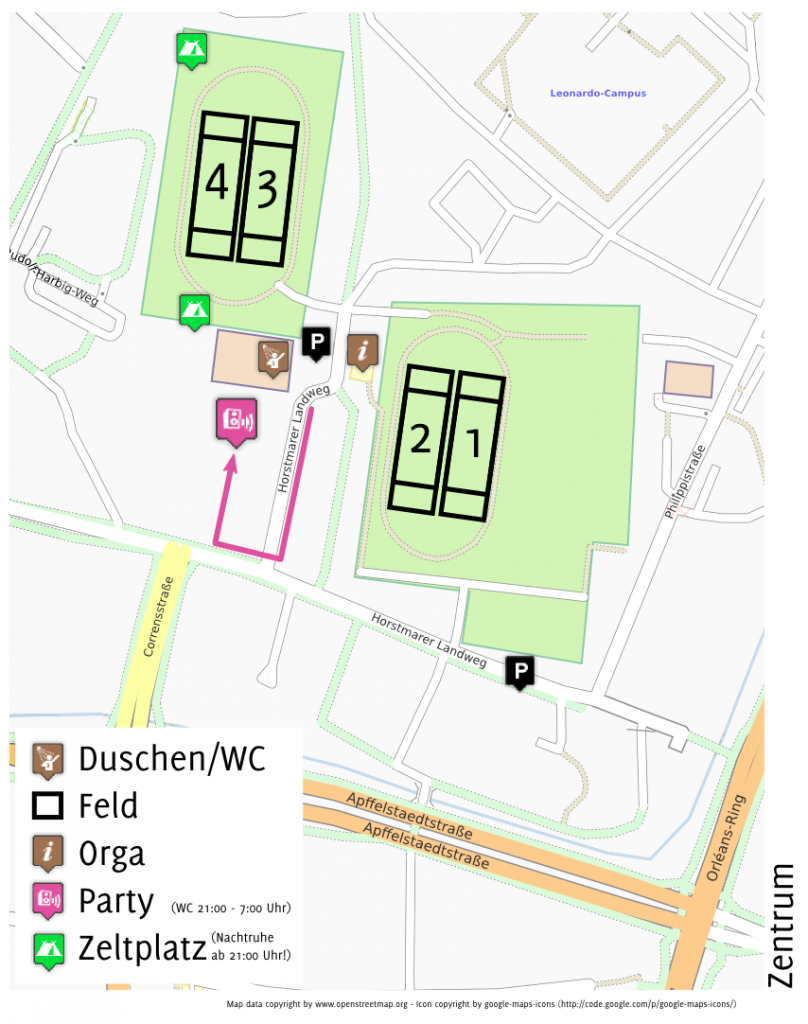 Leonardo-Campus
4
3
udolf-Harbig-Weg
P
i
Horstmarer Landweg
2
1
Philippistraße
Corrensstraße
Horstmarer Landweg
P
Duschen/WC
Feld
i
Orga
Party (WC 21:00 - 7:00 Uhr)
Zeltplatz (Nachtruhe
ab 21:00 Uhr!)
Apffelstaedtstraße
Apffelstaedtstraße
Orléans-Ring
Zentrum
Map data copyright by www.openstreetmap.org - Icon copyright by google-maps-icons (http://code.google.com/p/google-maps-icons/)